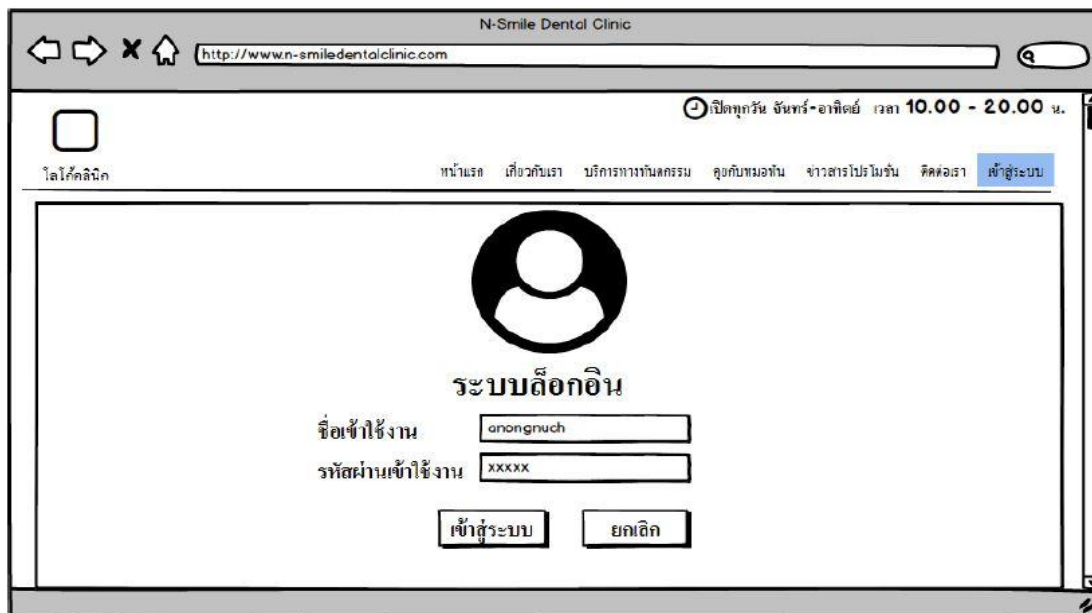 N-Smile Dental Clinic
http://www.n-smiledentalclinic.com
เปิดทุกวัน จันทร์-อาทิตย์ เวลา 10.00 - 20.00 น.
โลโก้คลินิก
หน้าแรก เกี่ยวกับเรา บริการทางทันตกรรม คุยกับหมอฟัน ข่าวสารโปรโมชั่น ติดต่อเรา เข้าสู่ระบบ
ระบบล็อกอิน
ชื่อเข้าใช้งาน anongnuch
รหัสผ่านเข้าใช้งาน xxxxx
เข้าสู่ระบบ ยกเลิก